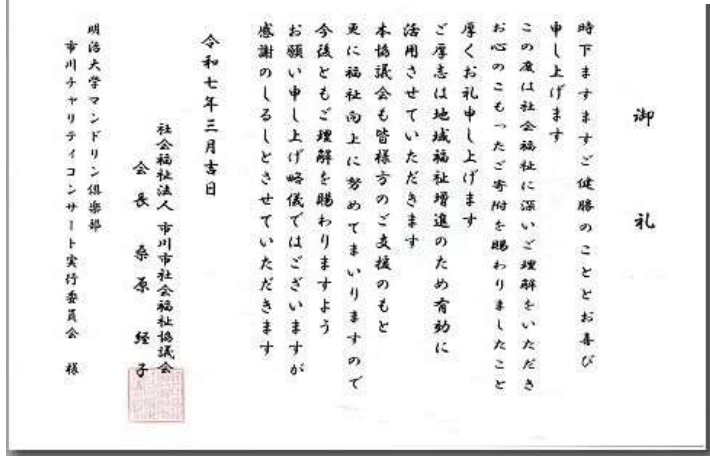 御礼
時下ますますご健勝のこととお喜び
申し上げます
この度は社会福祉に深いご理解をいただき
お心のこもったご寄附を賜わりましたこと
厚くお礼申し上げます
ご厚志は地域福祉増進のため有効に
活用させていただきます
本協議会も皆様方のご支援のもと
更に福祉向上に努めてまいりますので
今後ともご理解を賜わりますよう
お願い申し上げ略儀ではございますが
感謝のしるしとさせていただきます
令和七年三月吉日
社会福祉法人 市川市社会福祉協議会
会長 桑原 経子
明治大学マンドリン倶楽部
市川チャリティコンサート実行委員会 様